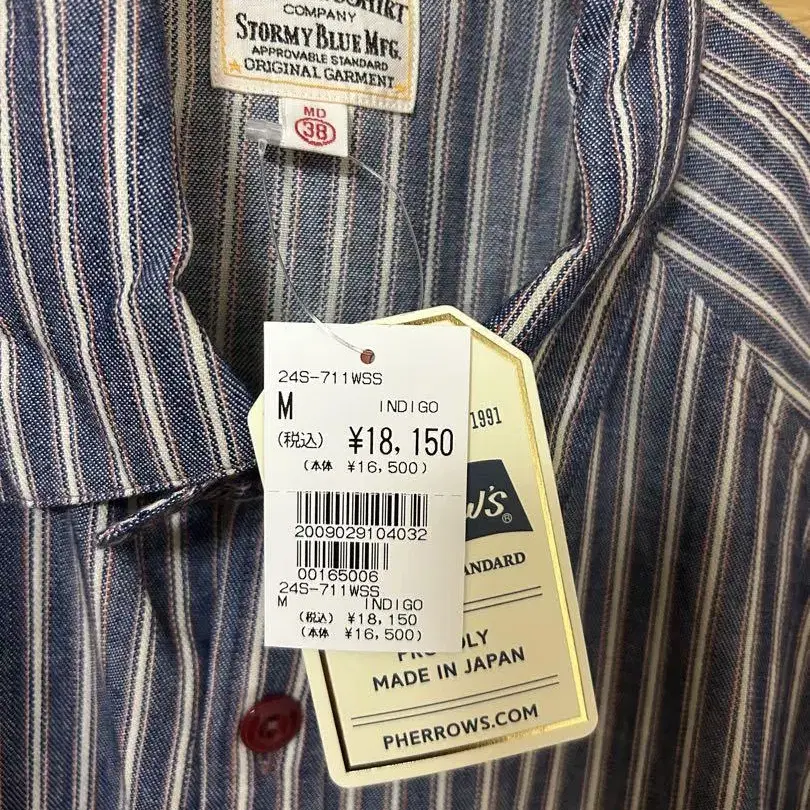 COMPANY
STORMY BLUE MFG.
APPROVABLE STANDARD
ORIGINAL GARMENT
MD
38
24S-711WSS
M INDIGO
(税込) ¥18,150
(本体 ¥16,500)
2009029104032
00165006
24S-711WSS
M INDIGO
(税込) ¥18,150
(本体 ¥16,500)
1991
W'S®
MADE IN JAPAN
PHERROWS.COM